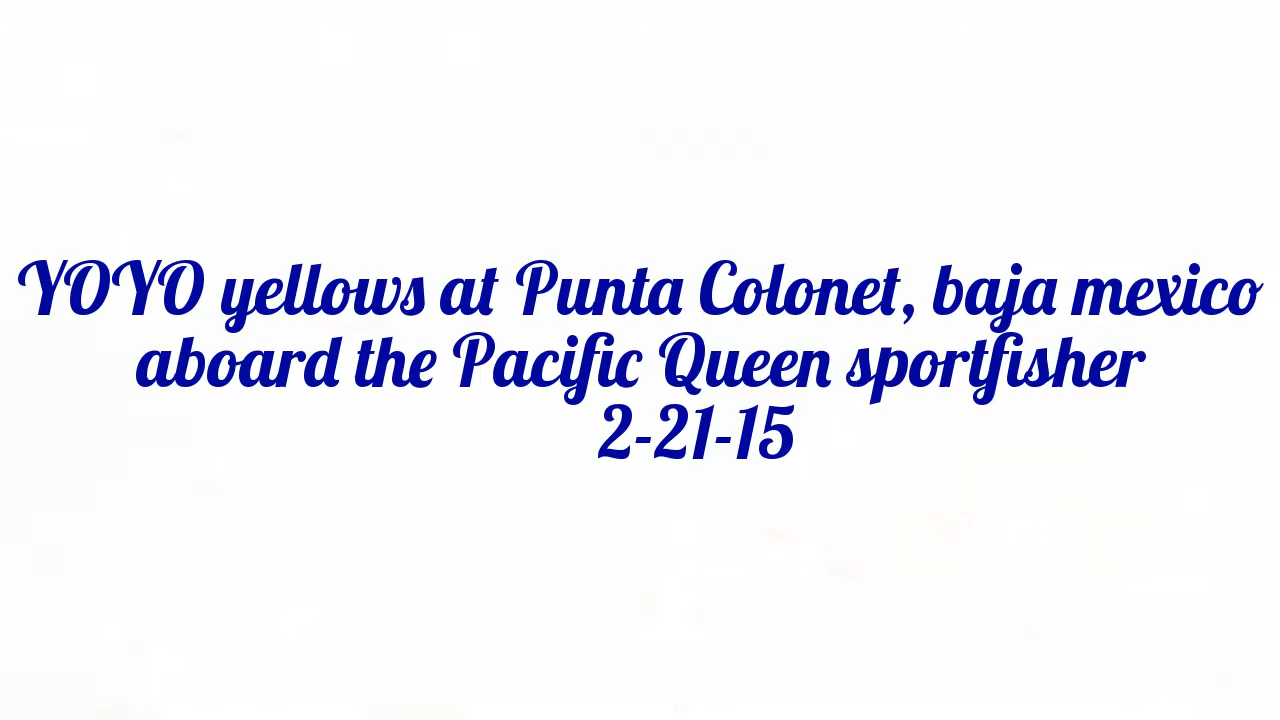 YOYO yellows at Punta Colonet, baja mexico
aboard the Pacific Queen sportfisher
2-21-15